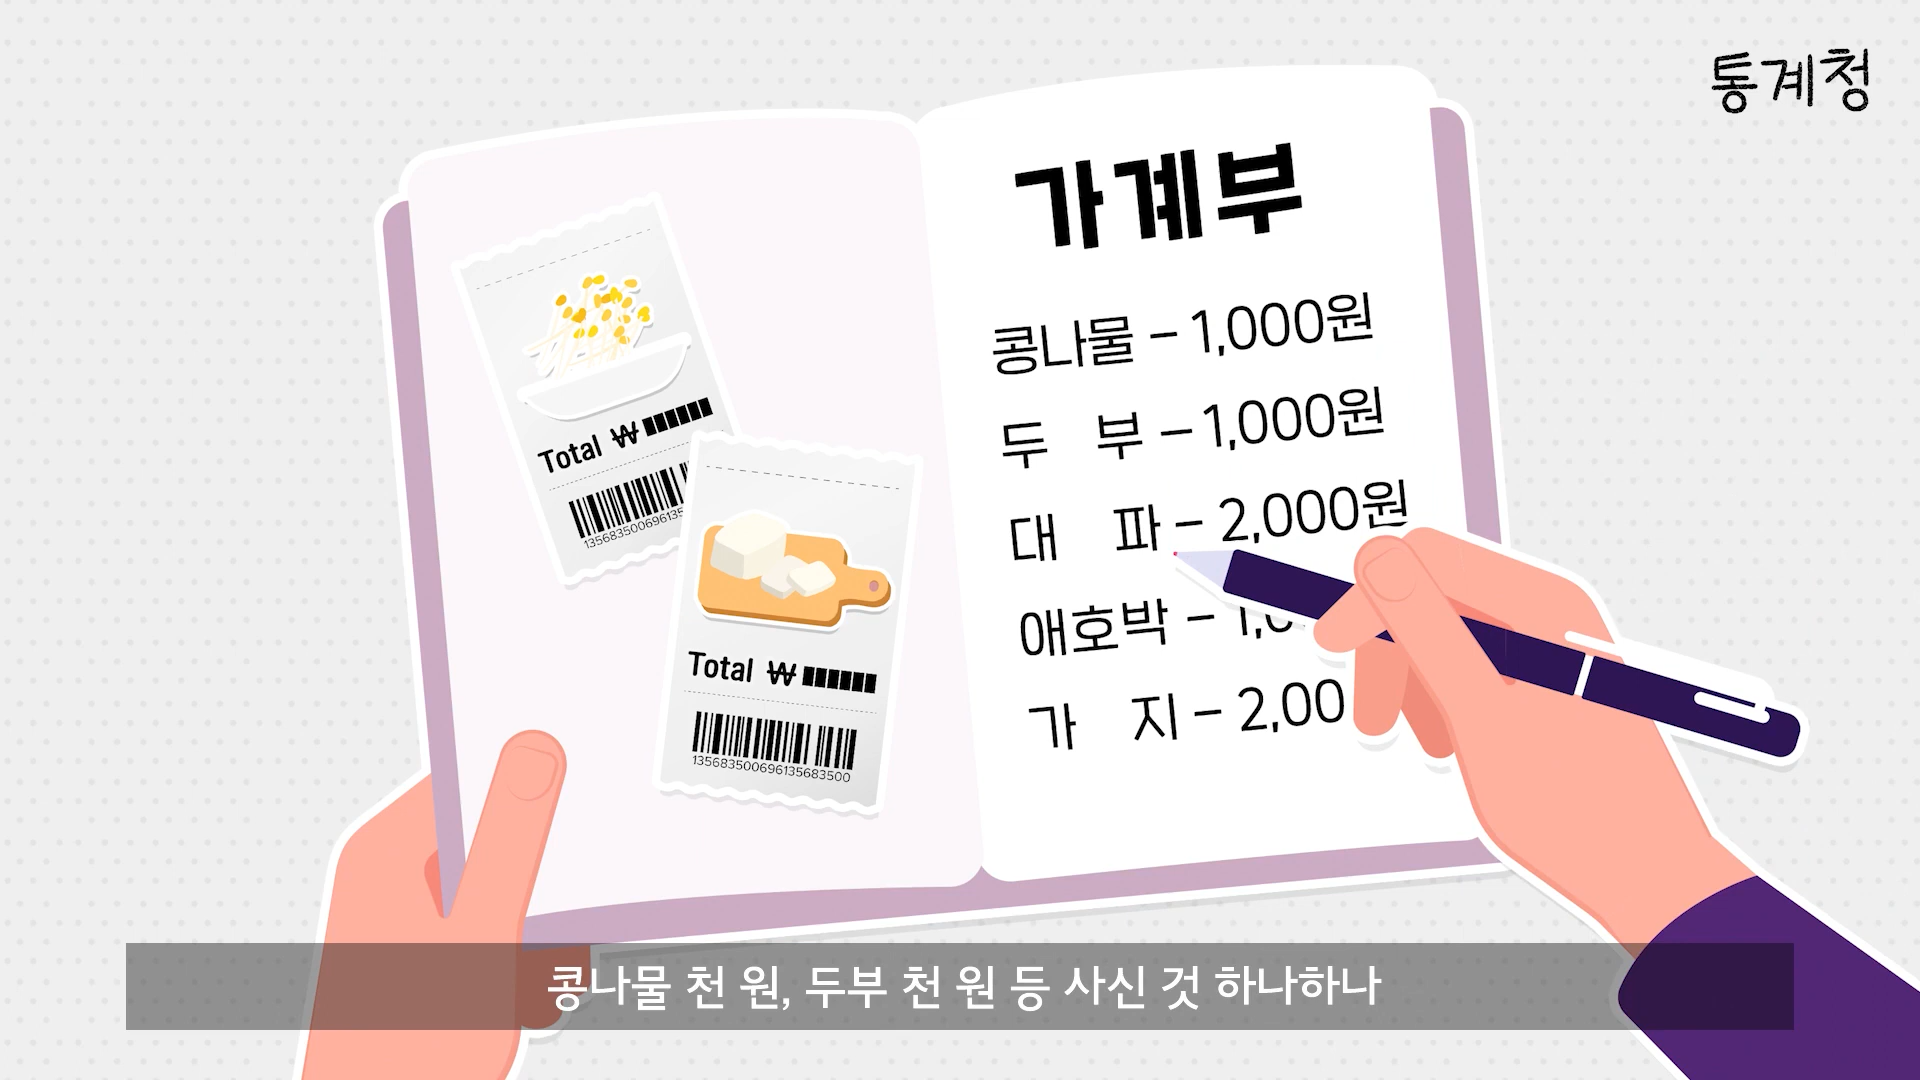 통계청
가계부
콩나물 – 1,000원
두 부 – 1,000원
대 파 – 2,000원
애호박 –
가 지 – 2,00
Total ₩
135683500696135
Total ₩
135683500696135683500
콩나물 천 원, 두부 천 원 등 사신 것 하나하나